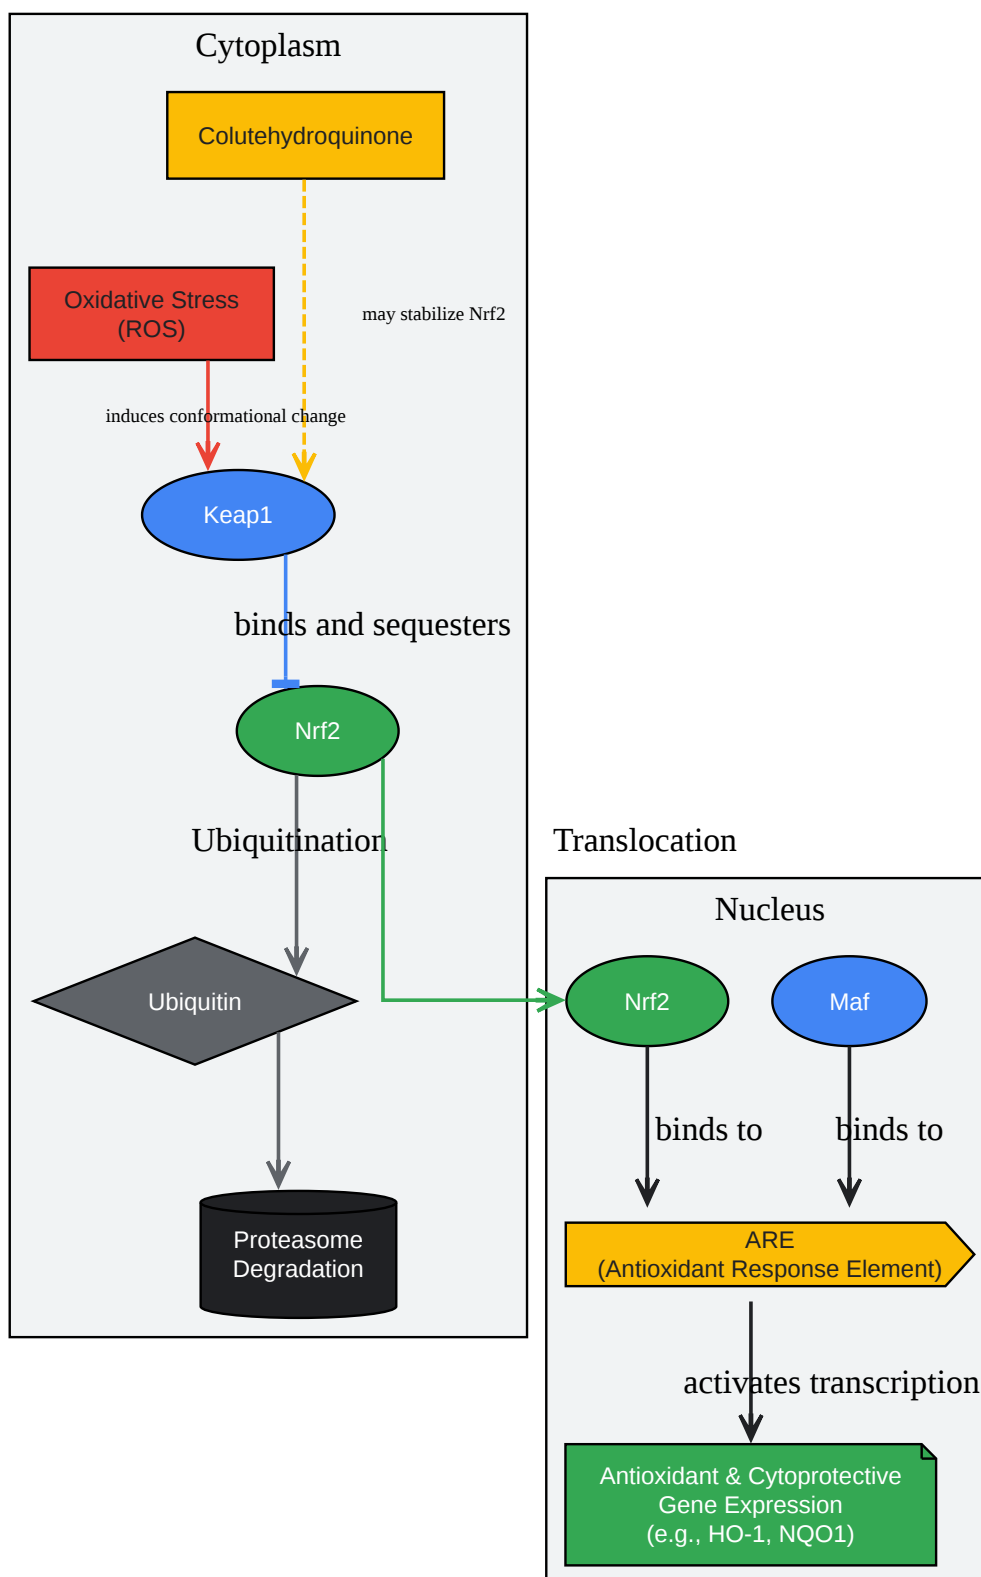 Cytoplasm
Colutehydroquinone
Oxidative Stress
(ROS)
may stabilize Nrf2
induces conformational change
Keap1
binds and sequesters
Nrf2
Ubiquitination
Translocation
Nucleus
Ubiquitin
Nrf2
Maf
binds to
binds to
Proteasome
Degradation
ARE
(Antioxidant Response Element)
activates transcription
Antioxidant & Cytoprotective
Gene Expression
(e.g., HO-1, NQO1)